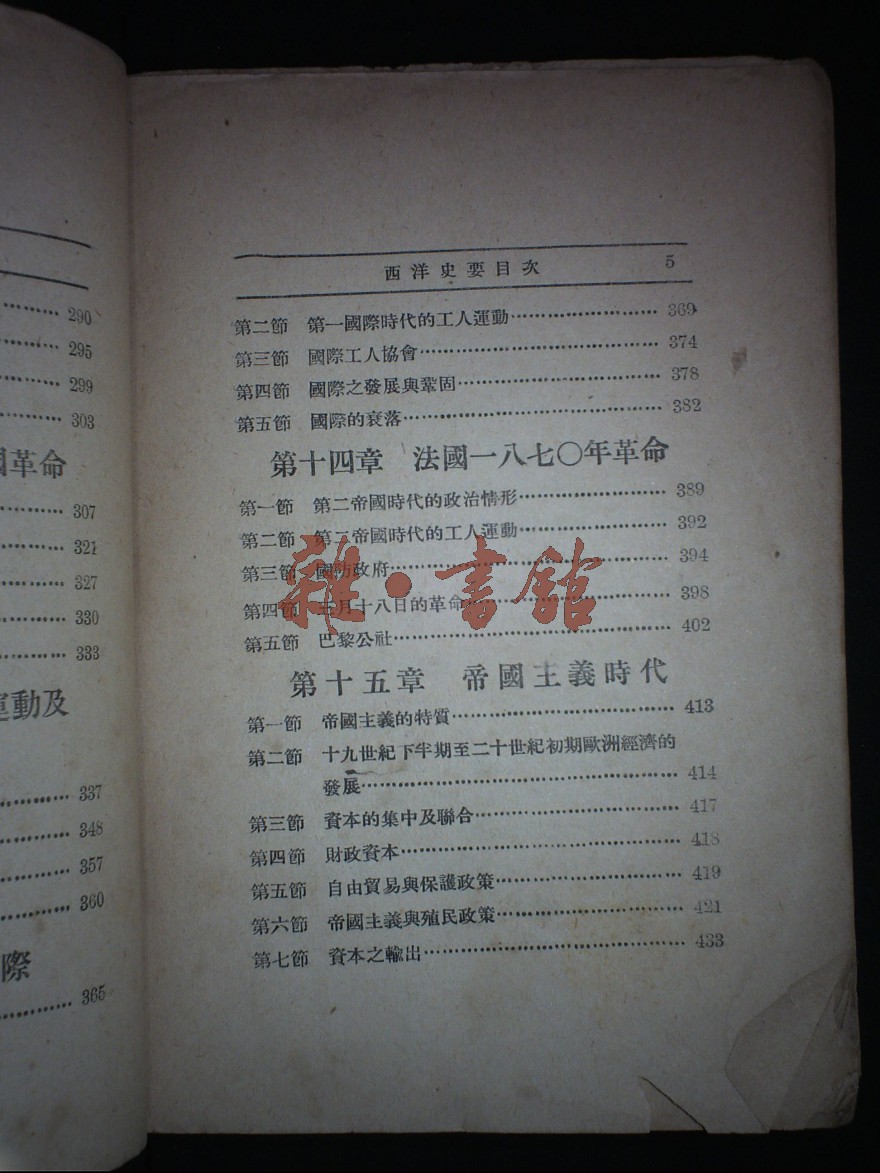 290
295
299
303
革命
307
321
327
330
333
運動及
337
348
357
360
際
365
西洋史要目次 5
第二節 第一國際時代的工人運動 369
第三節 國際工人協會 374
第四節 國際之發展與鞏固 378
第五節 國際的衰落 382
第十四章 法國一八七〇年革命
第一節 第二帝國時代的政治情形 389
第二節 第二帝國時代的工人運動 392
第三節 國防政府 394
第四節 三月十八日的革命 398
第五節 巴黎公社 402
第十五章 帝國主義時代
第一節 帝國主義的特質 413
第二節 十九世紀下半期至二十世紀初期歐洲經濟的
發展 414
第三節 資本的集中及聯合 417
第四節 財政資本 418
第五節 自由貿易與保護政策 419
第六節 帝國主義與殖民政策 421
第七節 資本之輸出 433
雜·書館